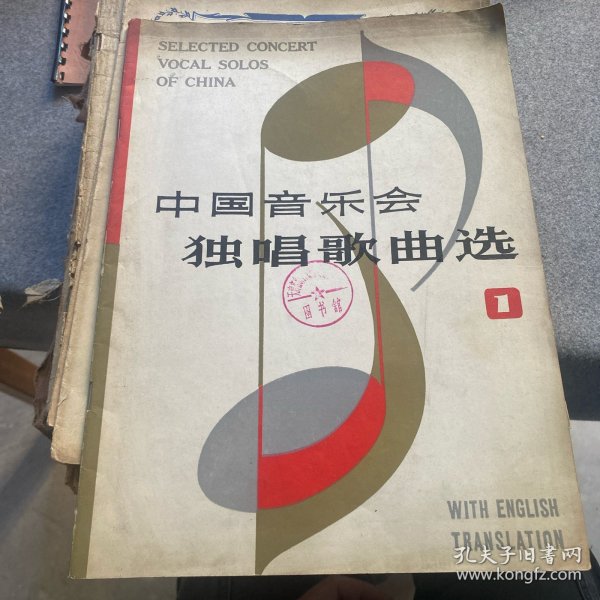 SELECTED CONCERT
VOCAL SOLOS
OF CHINA
中国音乐会
独唱歌曲选
图书馆
1
WITH ENGLISH
TRANSLATION
孔夫子旧书网
www.kongfz.com